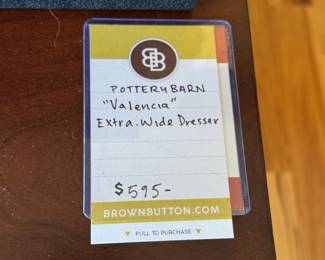 BB
POTTERY BARN
"Valencia"
Extra-Wide Dresser
$595-
BROWNBUTTON.COM
▼ PULL TO PURCHASE ▼